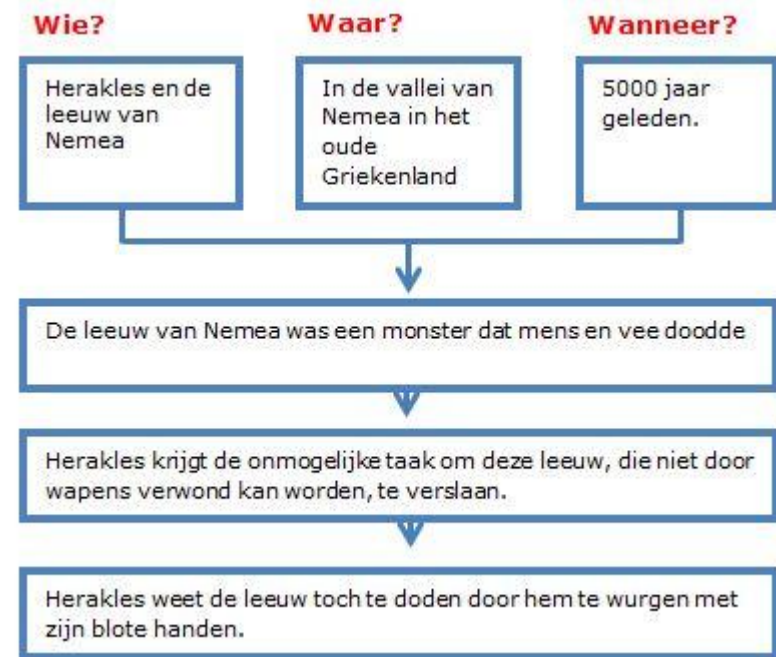 Wie?
Waar?
Wanneer?
Herakles en de
leeuw van
Nemea
In de vallei van
Nemea in het
oude
Griekenland
5000 jaar
geleden.
De leeuw van Nemea was een monster dat mens en vee doodde
Herakles krijgt de onmogelijke taak om deze leeuw, die niet door
wapens verwond kan worden, te verslaan.
Herakles weet de leeuw toch te doden door hem te wurgen met
zijn blote handen.